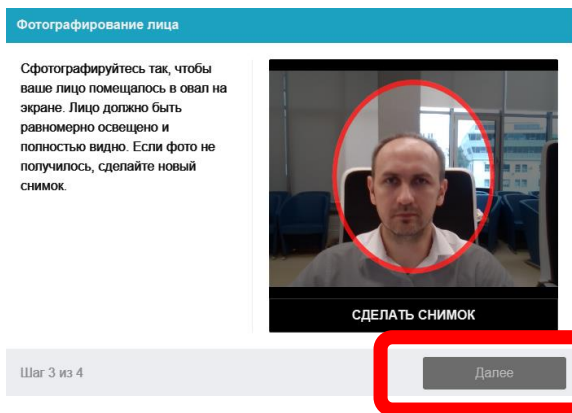 Фотографирование лица
Сфотографируйтесь так, чтобы
ваше лицо помещалось в овал на
экране. Лицо должно быть
равномерно освещено и
полностью видно. Если фото не
получилось, сделайте новый
снимок.
СДЕЛАТЬ СНИМОК
Шаг 3 из 4
Далее